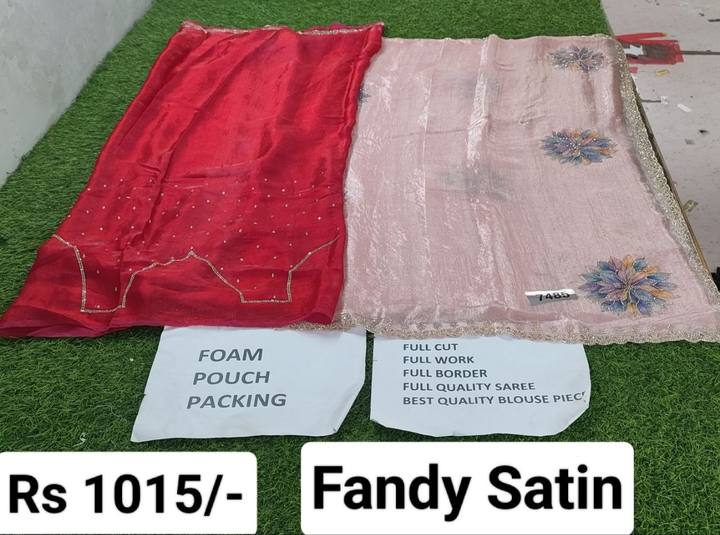 7485
FOAM
POUCH
PACKING
FULL CUT
FULL WORK
FULL BORDER
FULL QUALITY SAREE
BEST QUALITY BLOUSE PIEC
Rs 1015/-
Fandy Satin